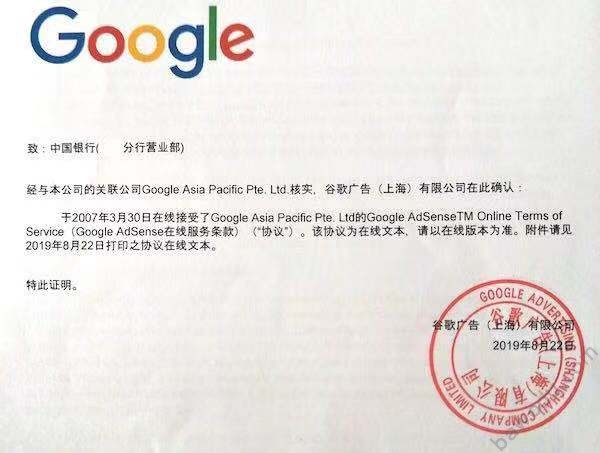 Google
致：中国银行(　　分行营业部)
经与本公司的关联公司Google Asia Pacific Pte. Ltd.核实，谷歌广告（上海）有限公司在此确认：
于2007年3月30日在线接受了Google Asia Pacific Pte. Ltd的Google AdSenseTM Online Terms of
Service（Google AdSense在线服务条款）（“协议”）。该协议为在线文本，请以在线版本为准。附件请见
2019年8月22日打印之协议在线文本。
特此证明。
谷歌广告（上海）有限公司
2019年8月22日
GOOGLE ADVERTISING (SHANGHAI) COMPANY LIMITED
谷歌广告(上海)有限公司